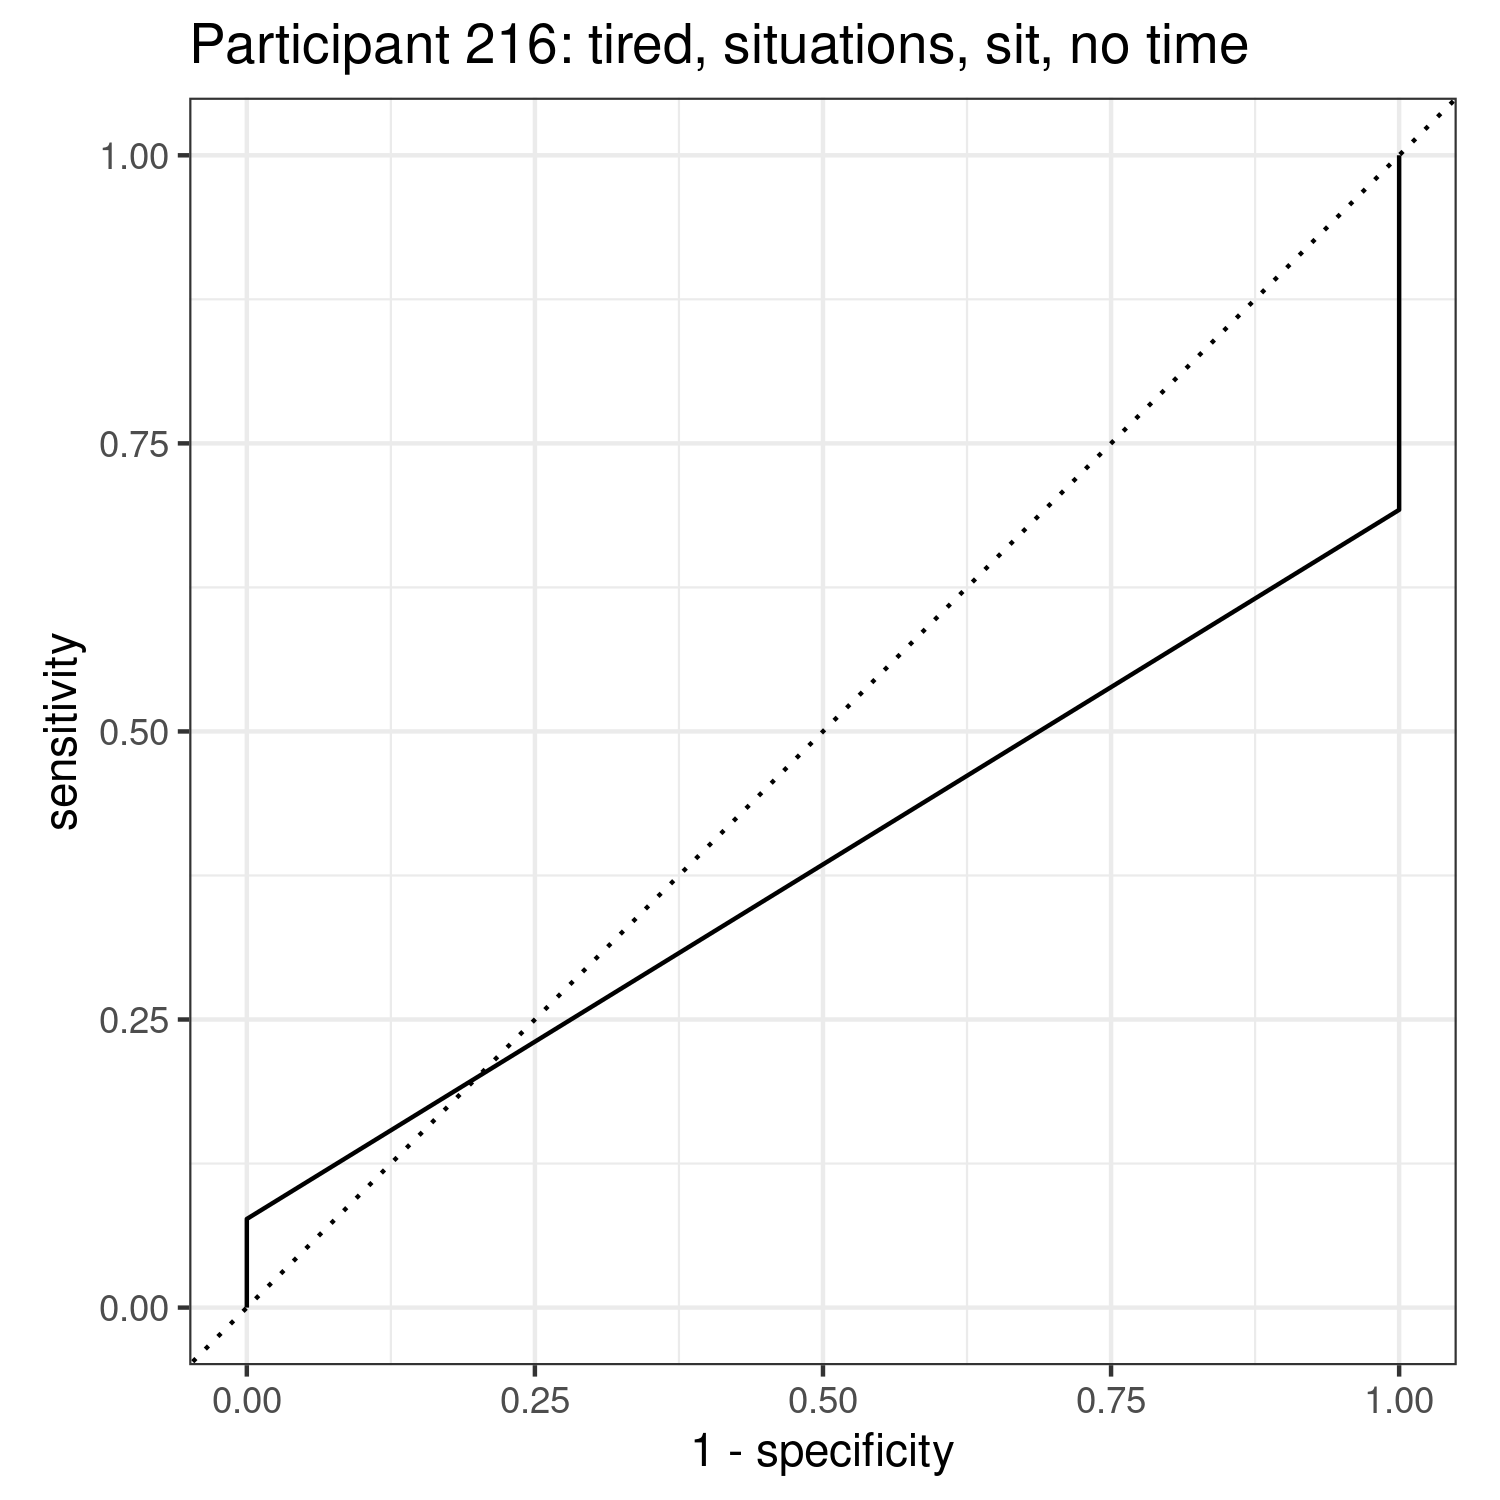 Participant 216: tired, situations, sit, no time
1.00
0.75
0.50
0.25
0.00
sensitivity
0.00 0.25 0.50 0.75 1.00
1 - specificity